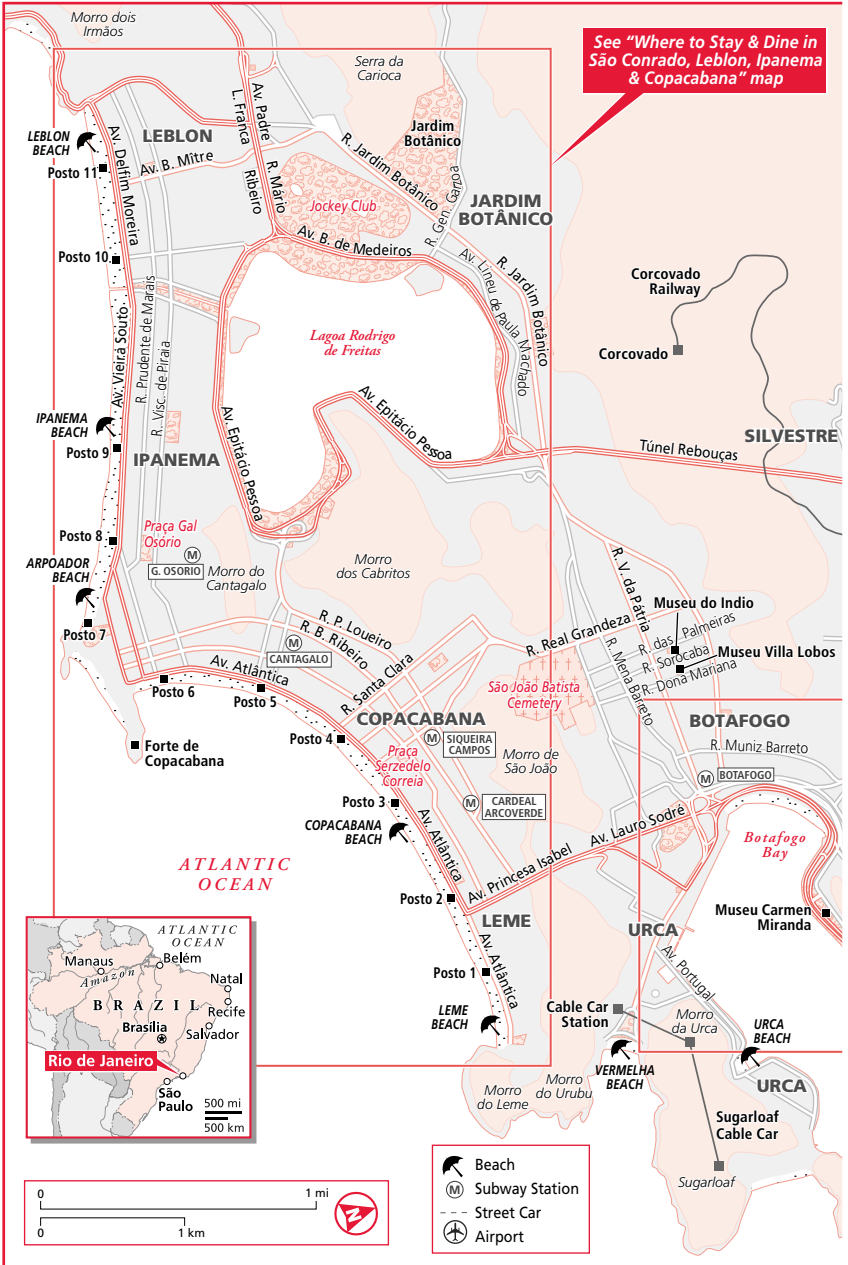 Morro dois
Irmãos
See “Where to Stay & Dine in
São Conrado, Leblon, Ipanema
& Copacabana” map
Serra da
Carioca
Av. Padre
L. Franca
LEBLON
BEACH
LEBLON
Jardim
Botânico
Posto 11
Av. Delfim Moreira
Av. B. Mître
R. Mário
Ribeiro
R. Jardim Botânico
R. Gen. Garzoa
JARDIM
BOTÂNICO
Jockey Club
Av. B. de Medeiros
Posto 10
Av. Lineu de Paula Machado
R. Jardim Botânico
Corcovado
Railway
Corcovado
Lagoa Rodrigo
de Freitas
Av. Vieira Souto
R. Prudente de Marais
R. Visc. de Piraia
IPANEMA
BEACH
Posto 9
IPANEMA
Av. Epitácio Pessoa
Av. Epitácio Pessoa
Túnel Rebouças
SILVESTRE
Posto 8
Praça Gal
Osório
M
G. OSORIO
Morro do
Cantagalo
Morro
dos Cabritos
ARPOADOR
BEACH
Posto 7
R. V. da Pátria
Museu do Indio
R. das Palmeiras
R. Sorocaba
Museu Villa Lobos
R. Dona Mariana
R. Mena Barreto
R. Real Grandeza
R. P. Loueiro
R. B. Ribeiro
M
CANTAGALO
Av. Atlântica
R. Santa Clara
São João Batista
Cemetery
Posto 6
Posto 5
Forte de
Copacabana
COPACABANA
Posto 4
M
SIQUEIRA
CAMPOS
Praça
Serzedelo
Correia
Morro de
São João
BOTAFOGO
R. Muniz Barreto
M
BOTAFOGO
Posto 3
M
CARDEAL
ARCOVERDE
COPACABANA
BEACH
Av. Atlântica
Av. Lauro Sodré
Av. Princesa Isabel
Botafogo
Bay
ATLANTIC
OCEAN
Posto 2
LEME
Museu Carmen
Miranda
URCA
Av. Portugal
Posto 1
Av. Atlântica
LEME
BEACH
Cable Car
Station
Morro
da Urca
URCA
BEACH
VERMELHA
BEACH
URCA
Morro
do Leme
Morro
do Urubu
Sugarloaf
Cable Car
Sugarloaf
ATLANTIC
OCEAN
Manaus
Amazon
Belém
Natal
BRAZIL
Recife
Brasília
Salvador
Rio de Janeiro
São
Paulo
500 mi
500 km
0
1 mi
0
1 km
N
Beach
M
Subway Station
Street Car
Airport